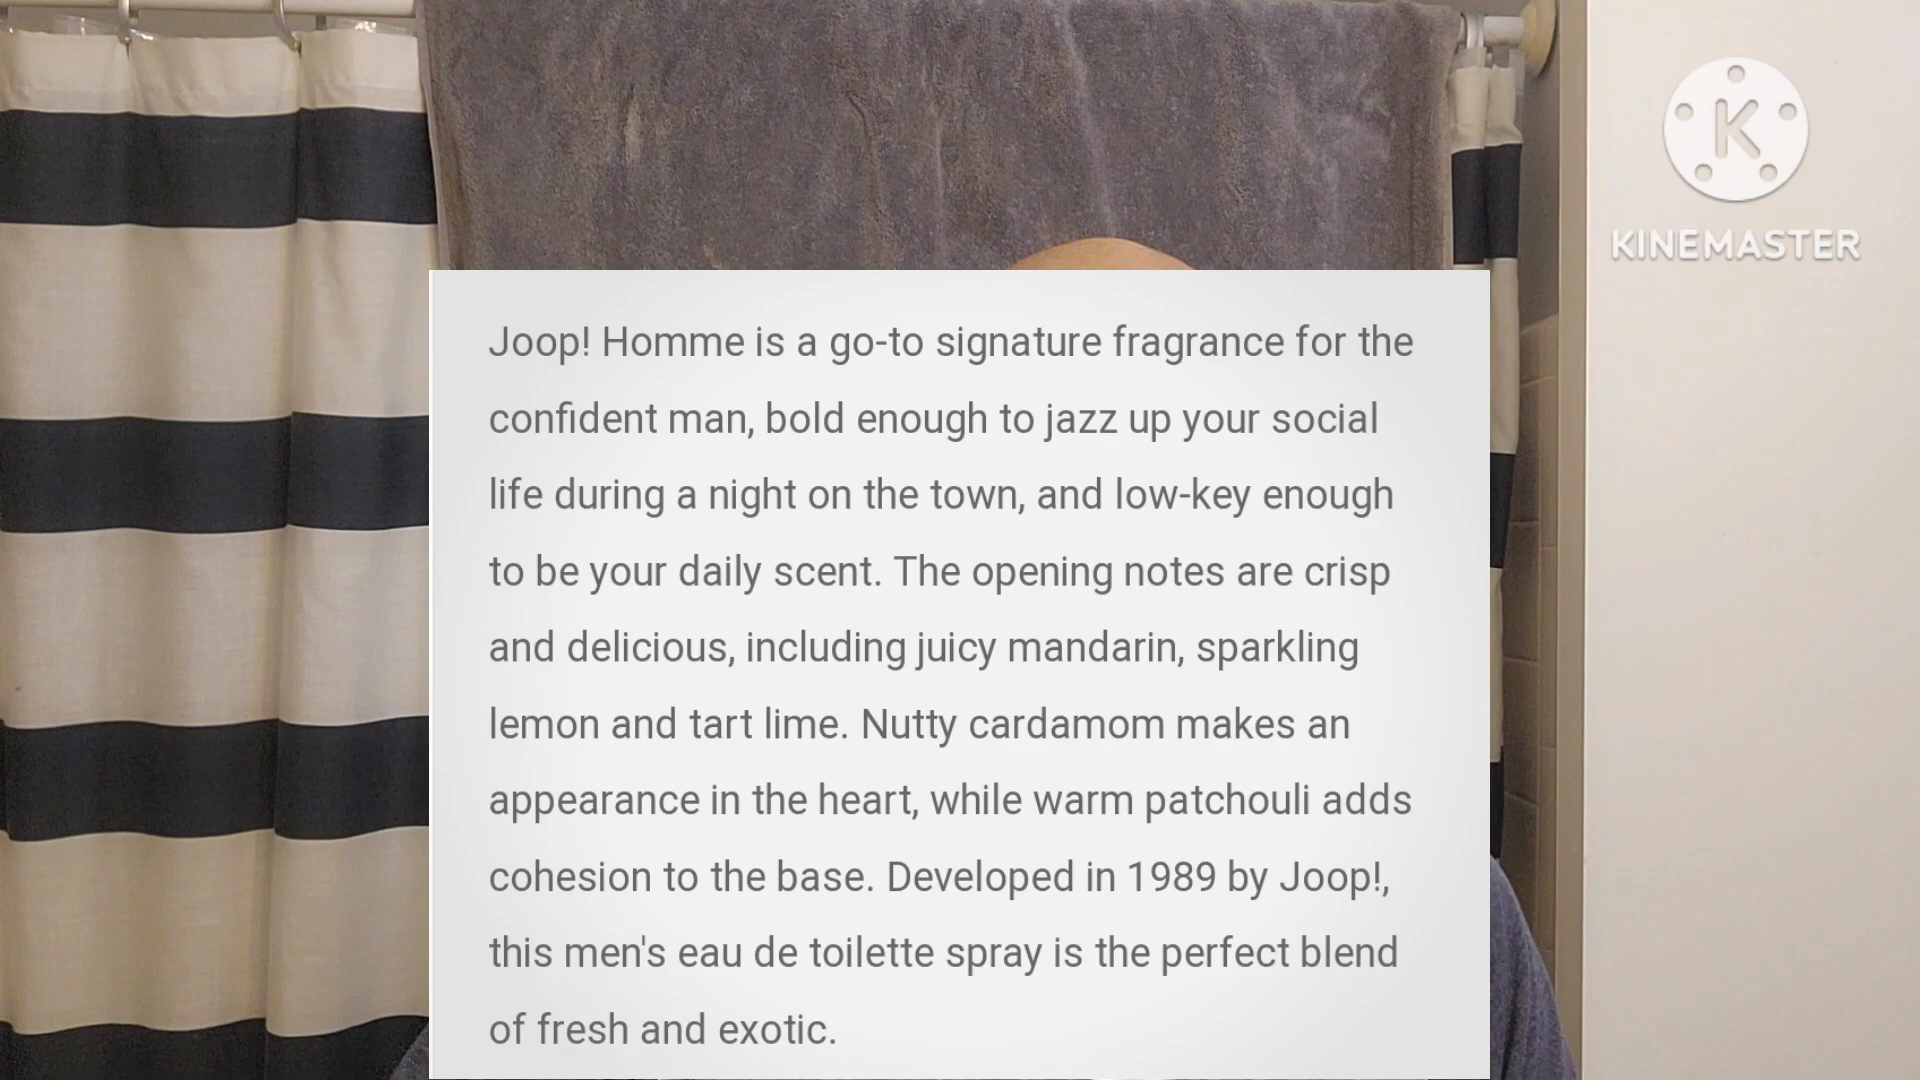 K
KINEMASTER
Joop! Homme is a go-to signature fragrance for the
confident man, bold enough to jazz up your social
life during a night on the town, and low-key enough
to be your daily scent. The opening notes are crisp
and delicious, including juicy mandarin, sparkling
lemon and tart lime. Nutty cardamom makes an
appearance in the heart, while warm patchouli adds
cohesion to the base. Developed in 1989 by Joop!,
this men's eau de toilette spray is the perfect blend
of fresh and exotic.